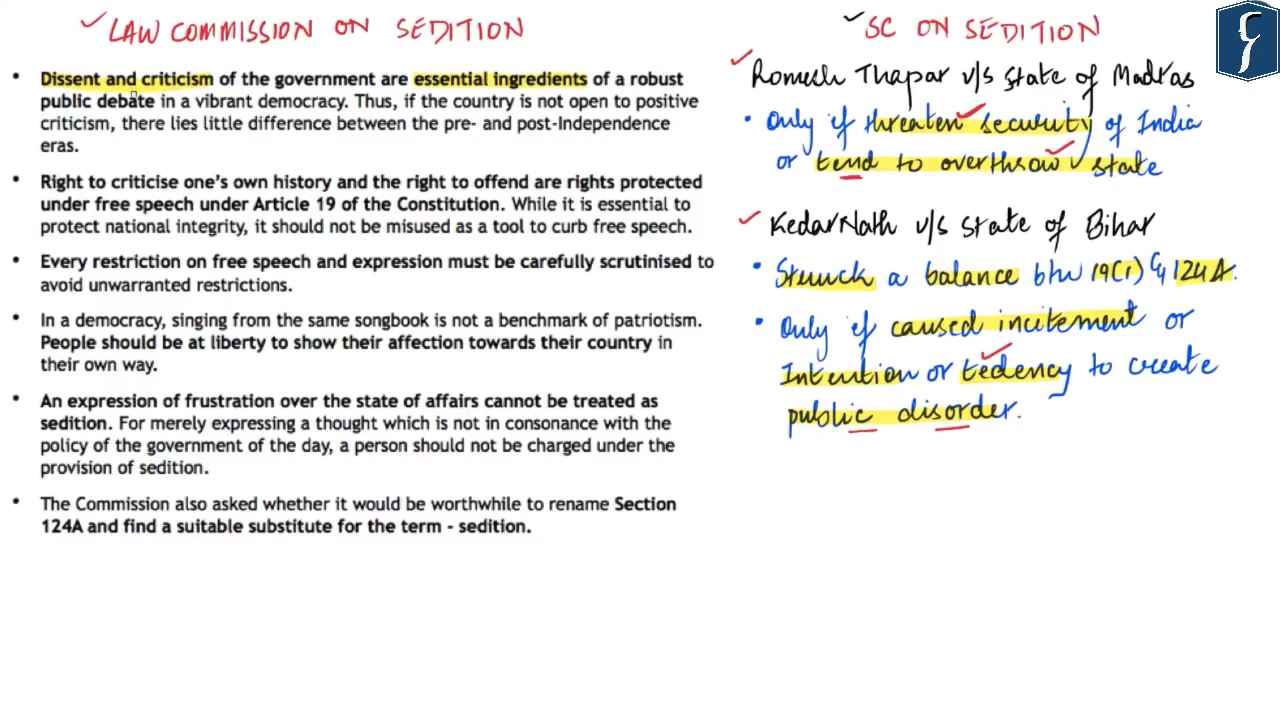 LAW COMMISSION ON SEDITION
• Dissent and criticism of the government are essential ingredients of a robust
public debate in a vibrant democracy. Thus, if the country is not open to positive
criticism, there lies little difference between the pre- and post-Independence
eras.
• Right to criticise one's own history and the right to offend are rights protected
under free speech under Article 19 of the Constitution. While it is essential to
protect national integrity, it should not be misused as a tool to curb free speech.
• Every restriction on free speech and expression must be carefully scrutinised to
avoid unwarranted restrictions.
• In a democracy, singing from the same songbook is not a benchmark of patriotism.
People should be at liberty to show their affection towards their country in
their own way.
• An expression of frustration over the state of affairs cannot be treated as
sedition. For merely expressing a thought which is not in consonance with the
policy of the government of the day, a person should not be charged under the
provision of sedition.
• The Commission also asked whether it would be worthwhile to rename Section
124A and find a suitable substitute for the term - sedition.
SC ON SEDITION
Romesh Thapar v/s State of Madras
• Only if threaten security of India
or tend to overthrow state
Kedar Nath v/s State of Bihar
• Struck a balance btw 19(1) & 124A.
• Only if caused incitement or
Intention or tedency to create
public disorder.